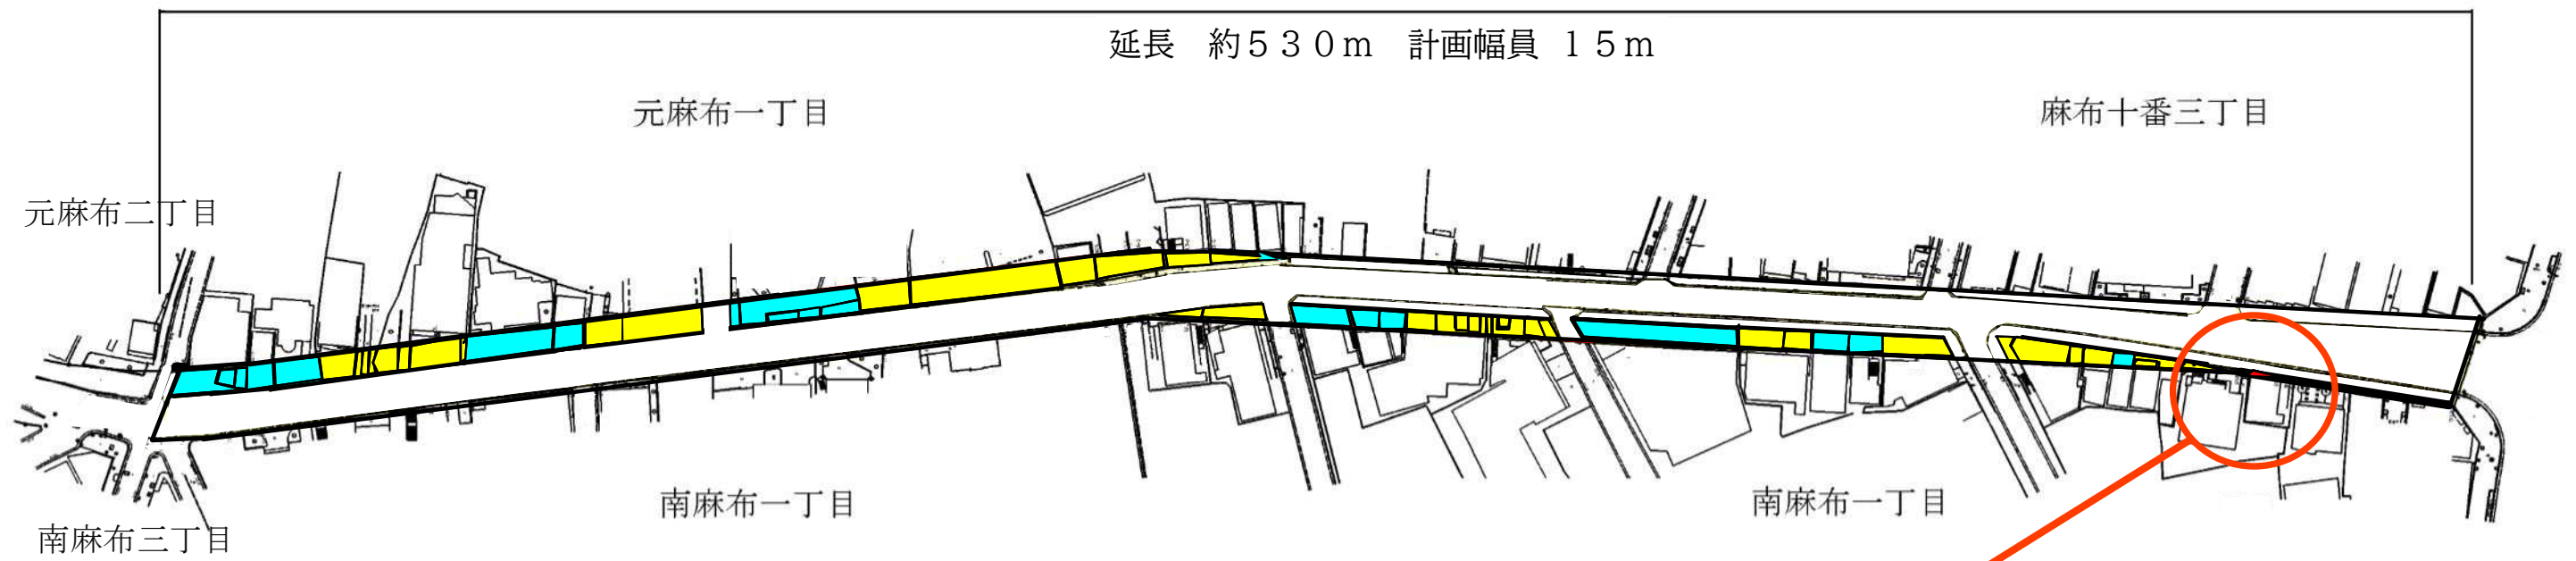 延長　約５３０ｍ　計画幅員　１５ｍ
元麻布一丁目
麻布十番三丁目
元麻布二丁目
南麻布一丁目
南麻布一丁目
南麻布三丁目